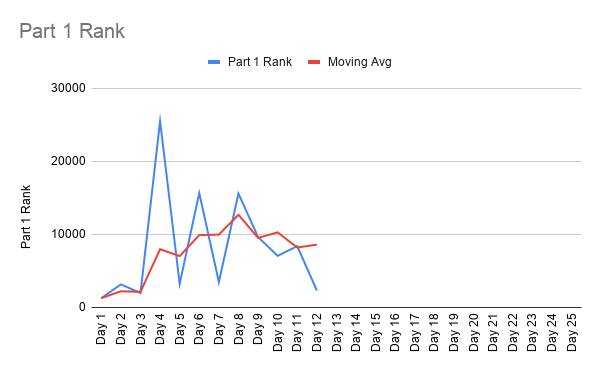 Part 1 Rank
Part 1 Rank
Moving Avg
30000
20000
10000
0
Part 1 Rank
Day 1
Day 2
Day 3
Day 4
Day 5
Day 6
Day 7
Day 8
Day 9
Day 10
Day 11
Day 12
Day 13
Day 14
Day 15
Day 16
Day 17
Day 18
Day 19
Day 20
Day 21
Day 22
Day 23
Day 24
Day 25